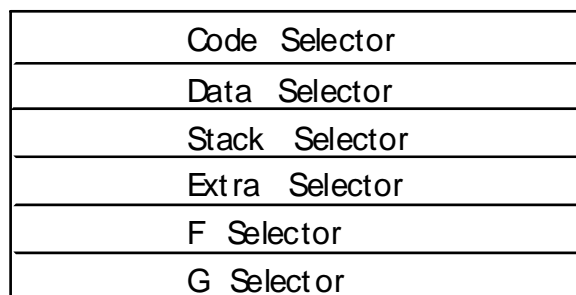 Code Selector
Data Selector
Stack Selector
Extra Selector
F Selector
G Selector